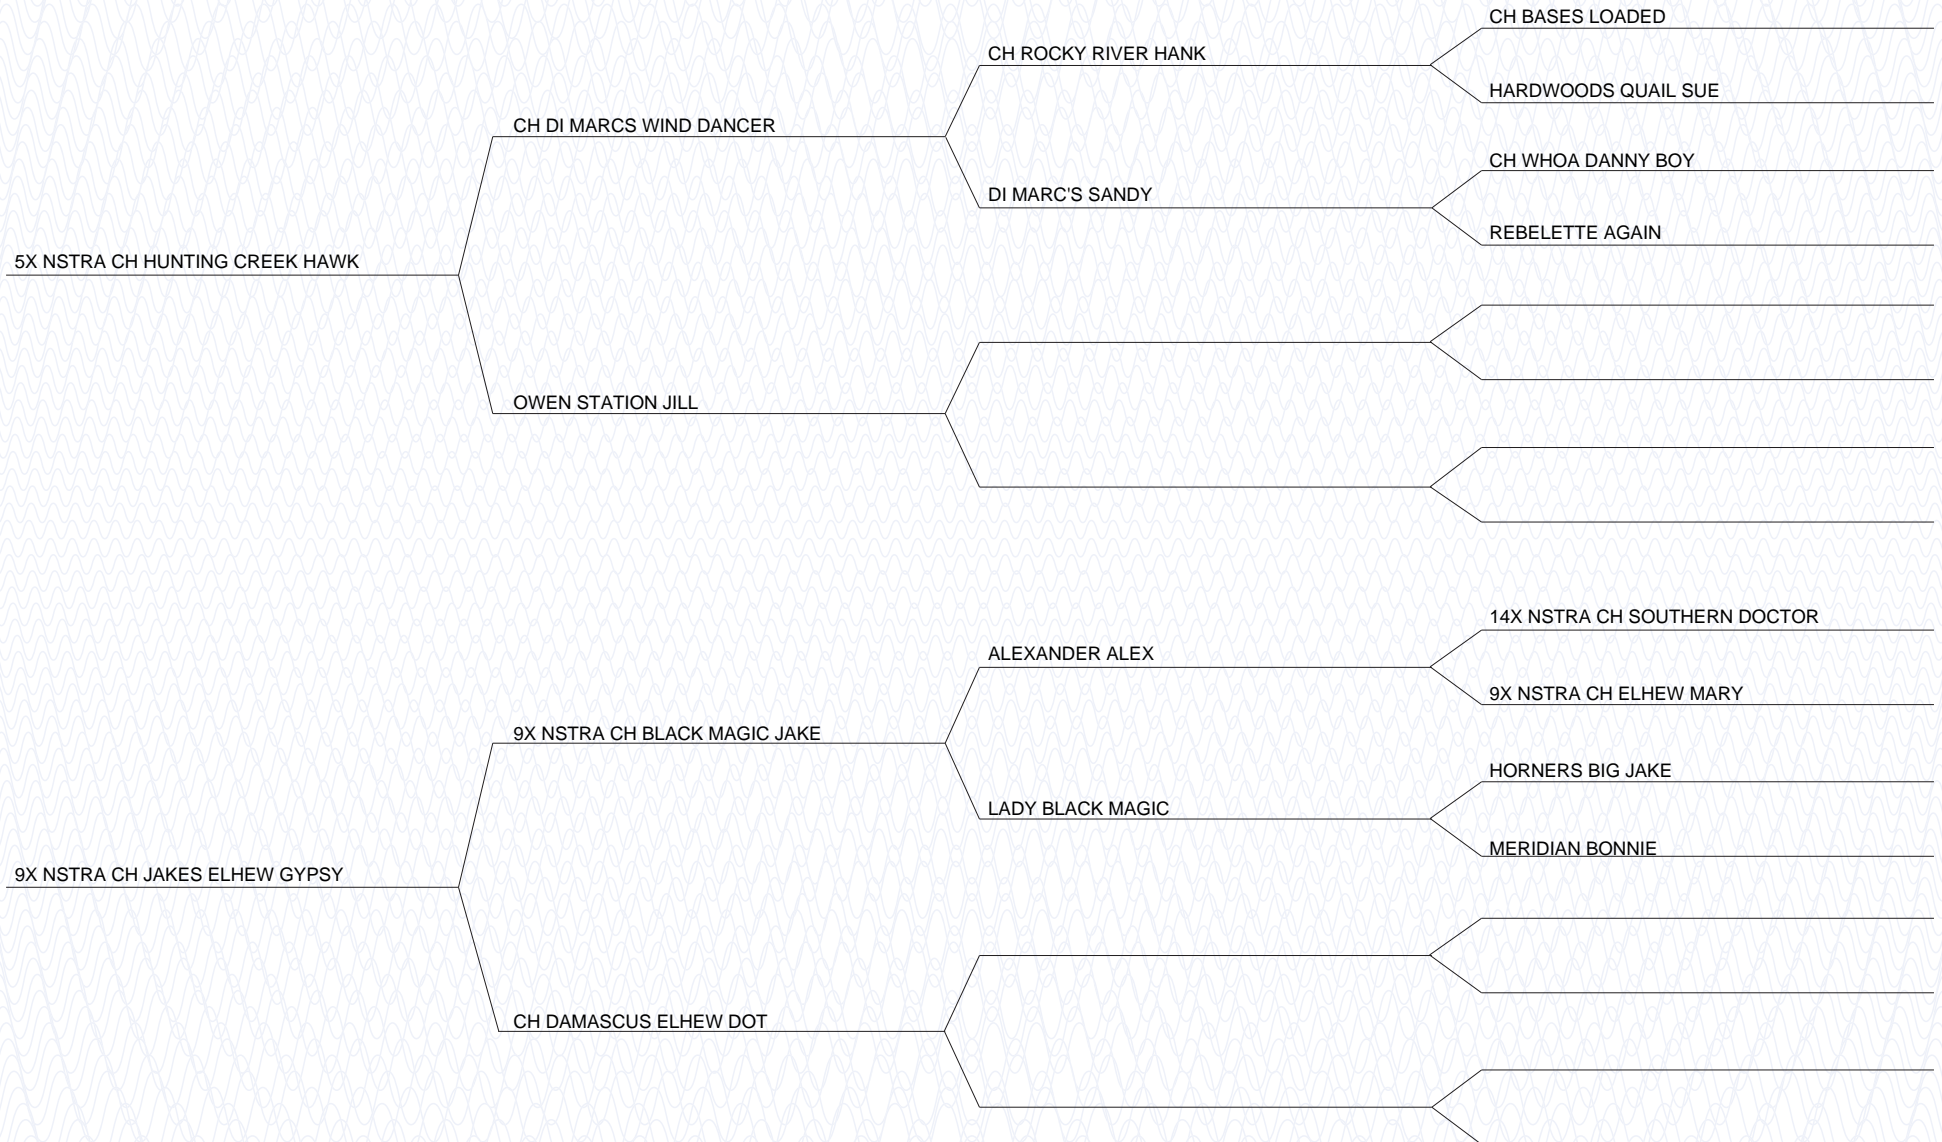 CH BASES LOADED
CH ROCKY RIVER HANK
HARDWOODS QUAIL SUE
CH DI MARCS WIND DANCER
CH WHOA DANNY BOY
DI MARC'S SANDY
REBELETTE AGAIN
5X NSTRA CH HUNTING CREEK HAWK
OWEN STATION JILL
14X NSTRA CH SOUTHERN DOCTOR
ALEXANDER ALEX
9X NSTRA CH ELHEW MARY
9X NSTRA CH BLACK MAGIC JAKE
HORNERS BIG JAKE
LADY BLACK MAGIC
MERIDIAN BONNIE
9X NSTRA CH JAKES ELHEW GYPSY
CH DAMASCUS ELHEW DOT